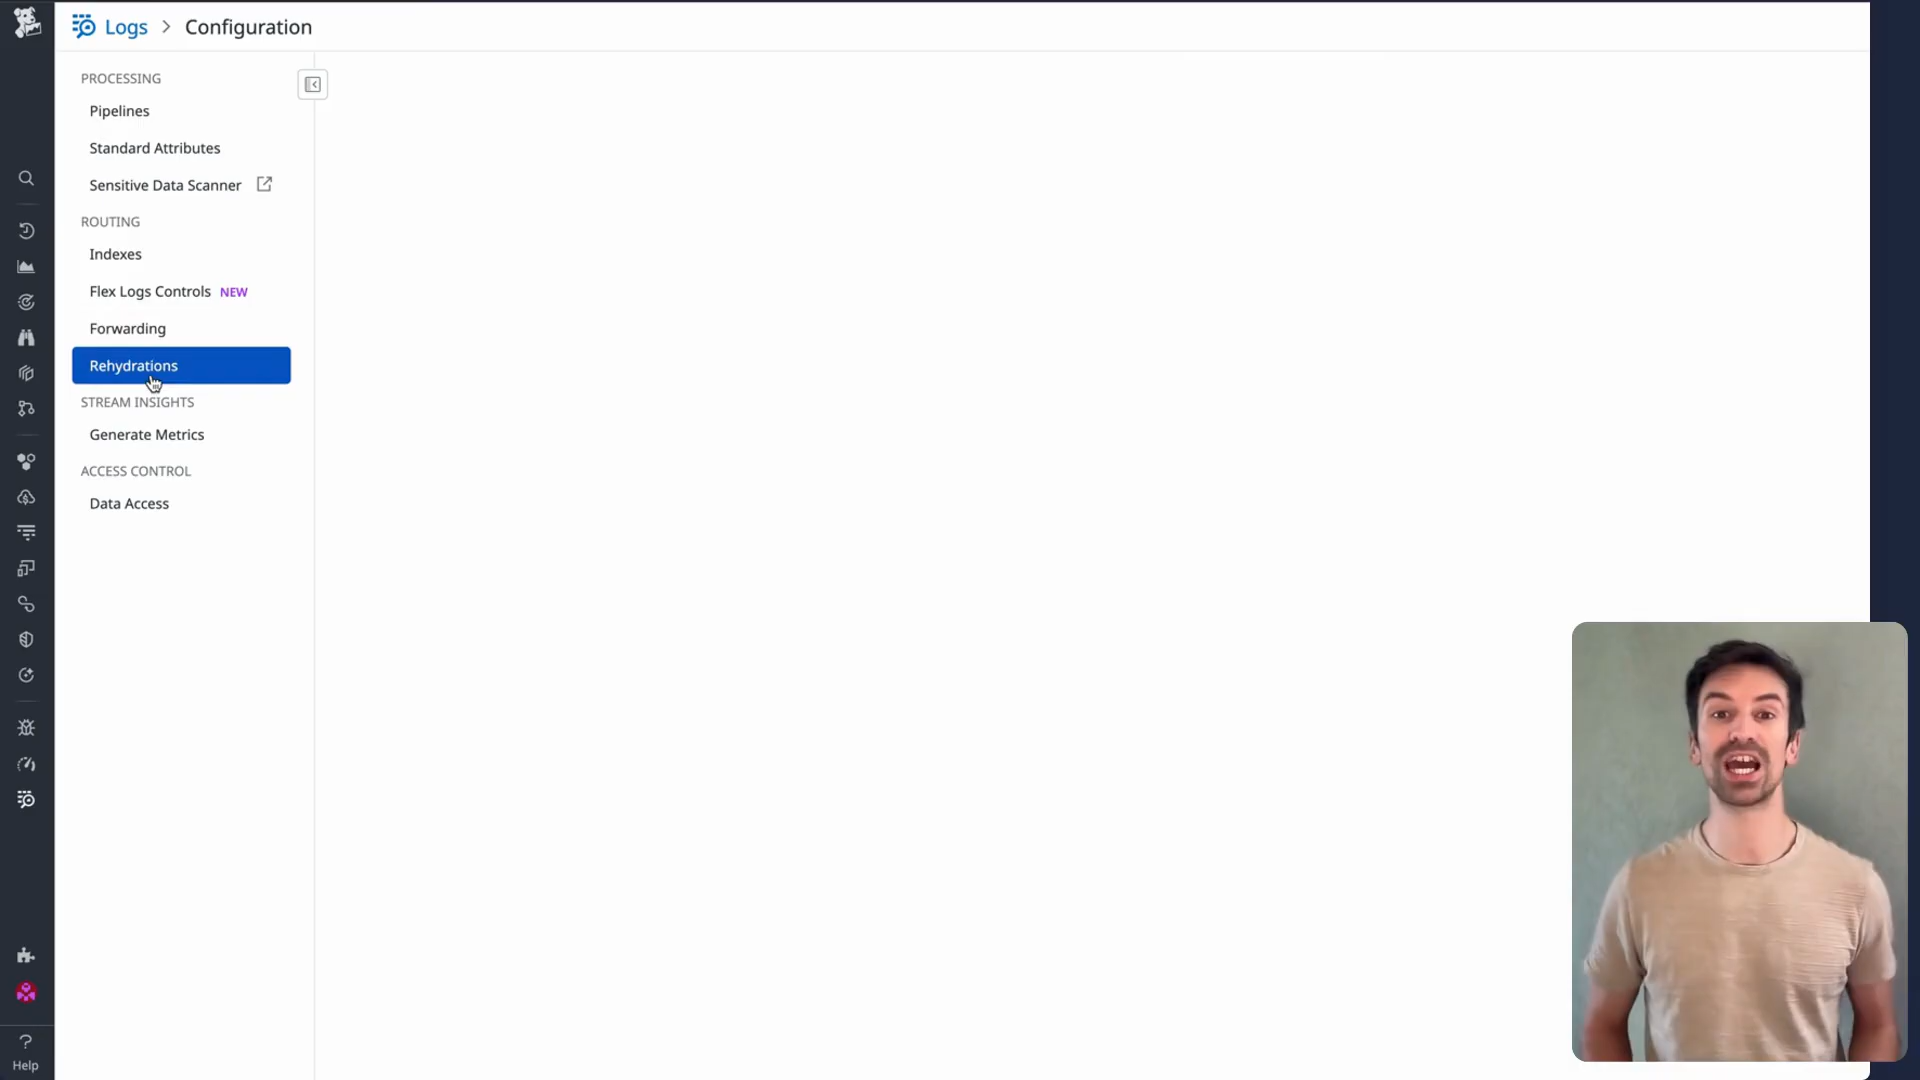 Logs > Configuration
PROCESSING
Pipelines
Standard Attributes
Sensitive Data Scanner
ROUTING
Indexes
Flex Logs Controls NEW
Forwarding
Rehydrations
STREAM INSIGHTS
Generate Metrics
ACCESS CONTROL
Data Access
Help